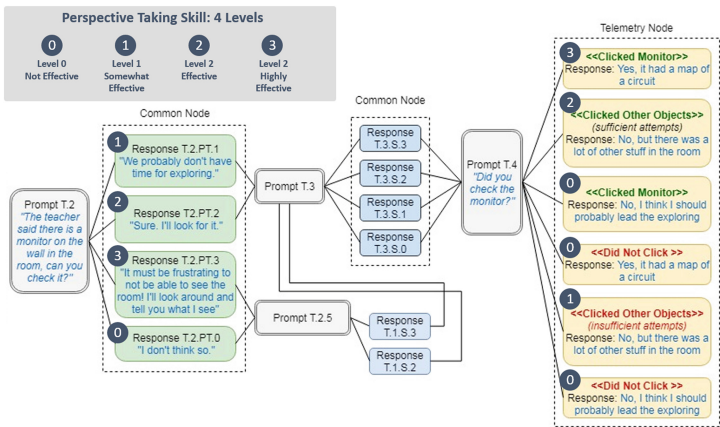 Perspective Taking Skill: 4 Levels
0
Level 0
Not Effective
1
Level 1
Somewhat
Effective
2
Level 2
Effective
3
Level 2
Highly
Effective
Common Node
1
Response T.2.PT.1
"We probably don't have
time for exploring."
2
Response T2.PT.2
"Sure. I'll look for it."
3
Response T.2.PT.3
"It must be frustrating to
not be able to see the
room! I'll look around and
tell you what I see"
0
Response T.2.PT.0
"I don't think so."
Prompt T.2
"The teacher
said there is a
monitor on the
wall in the
room, can you
check it?"
Prompt T.3
Prompt T.2.5
Common Node
Response
T.3.S.3
Response
T.3.S.2
Response
T.3.S.1
Response
T.3.S.0
Response
T.1.S.3
Response
T.1.S.2
Prompt T.4
"Did you
check the
monitor?"
Telemetry Node
3
<<Clicked Monitor>>
Response: Yes, it had a map of
a circuit
2
<<Clicked Other Objects>>
(sufficient attempts)
Response: No, but there was a
lot of other stuff in the room
0
<<Clicked Monitor>>
Response: No, I think I should
probably lead the exploring
0
<<Did Not Click >>
Response: Yes, it had a map of
a circuit
1
<<Clicked Other Objects>>
(insufficient attempts)
Response: No, but there was a
lot of other stuff in the room
0
<<Did Not Click >>
Response: No, I think I should
probably lead the exploring